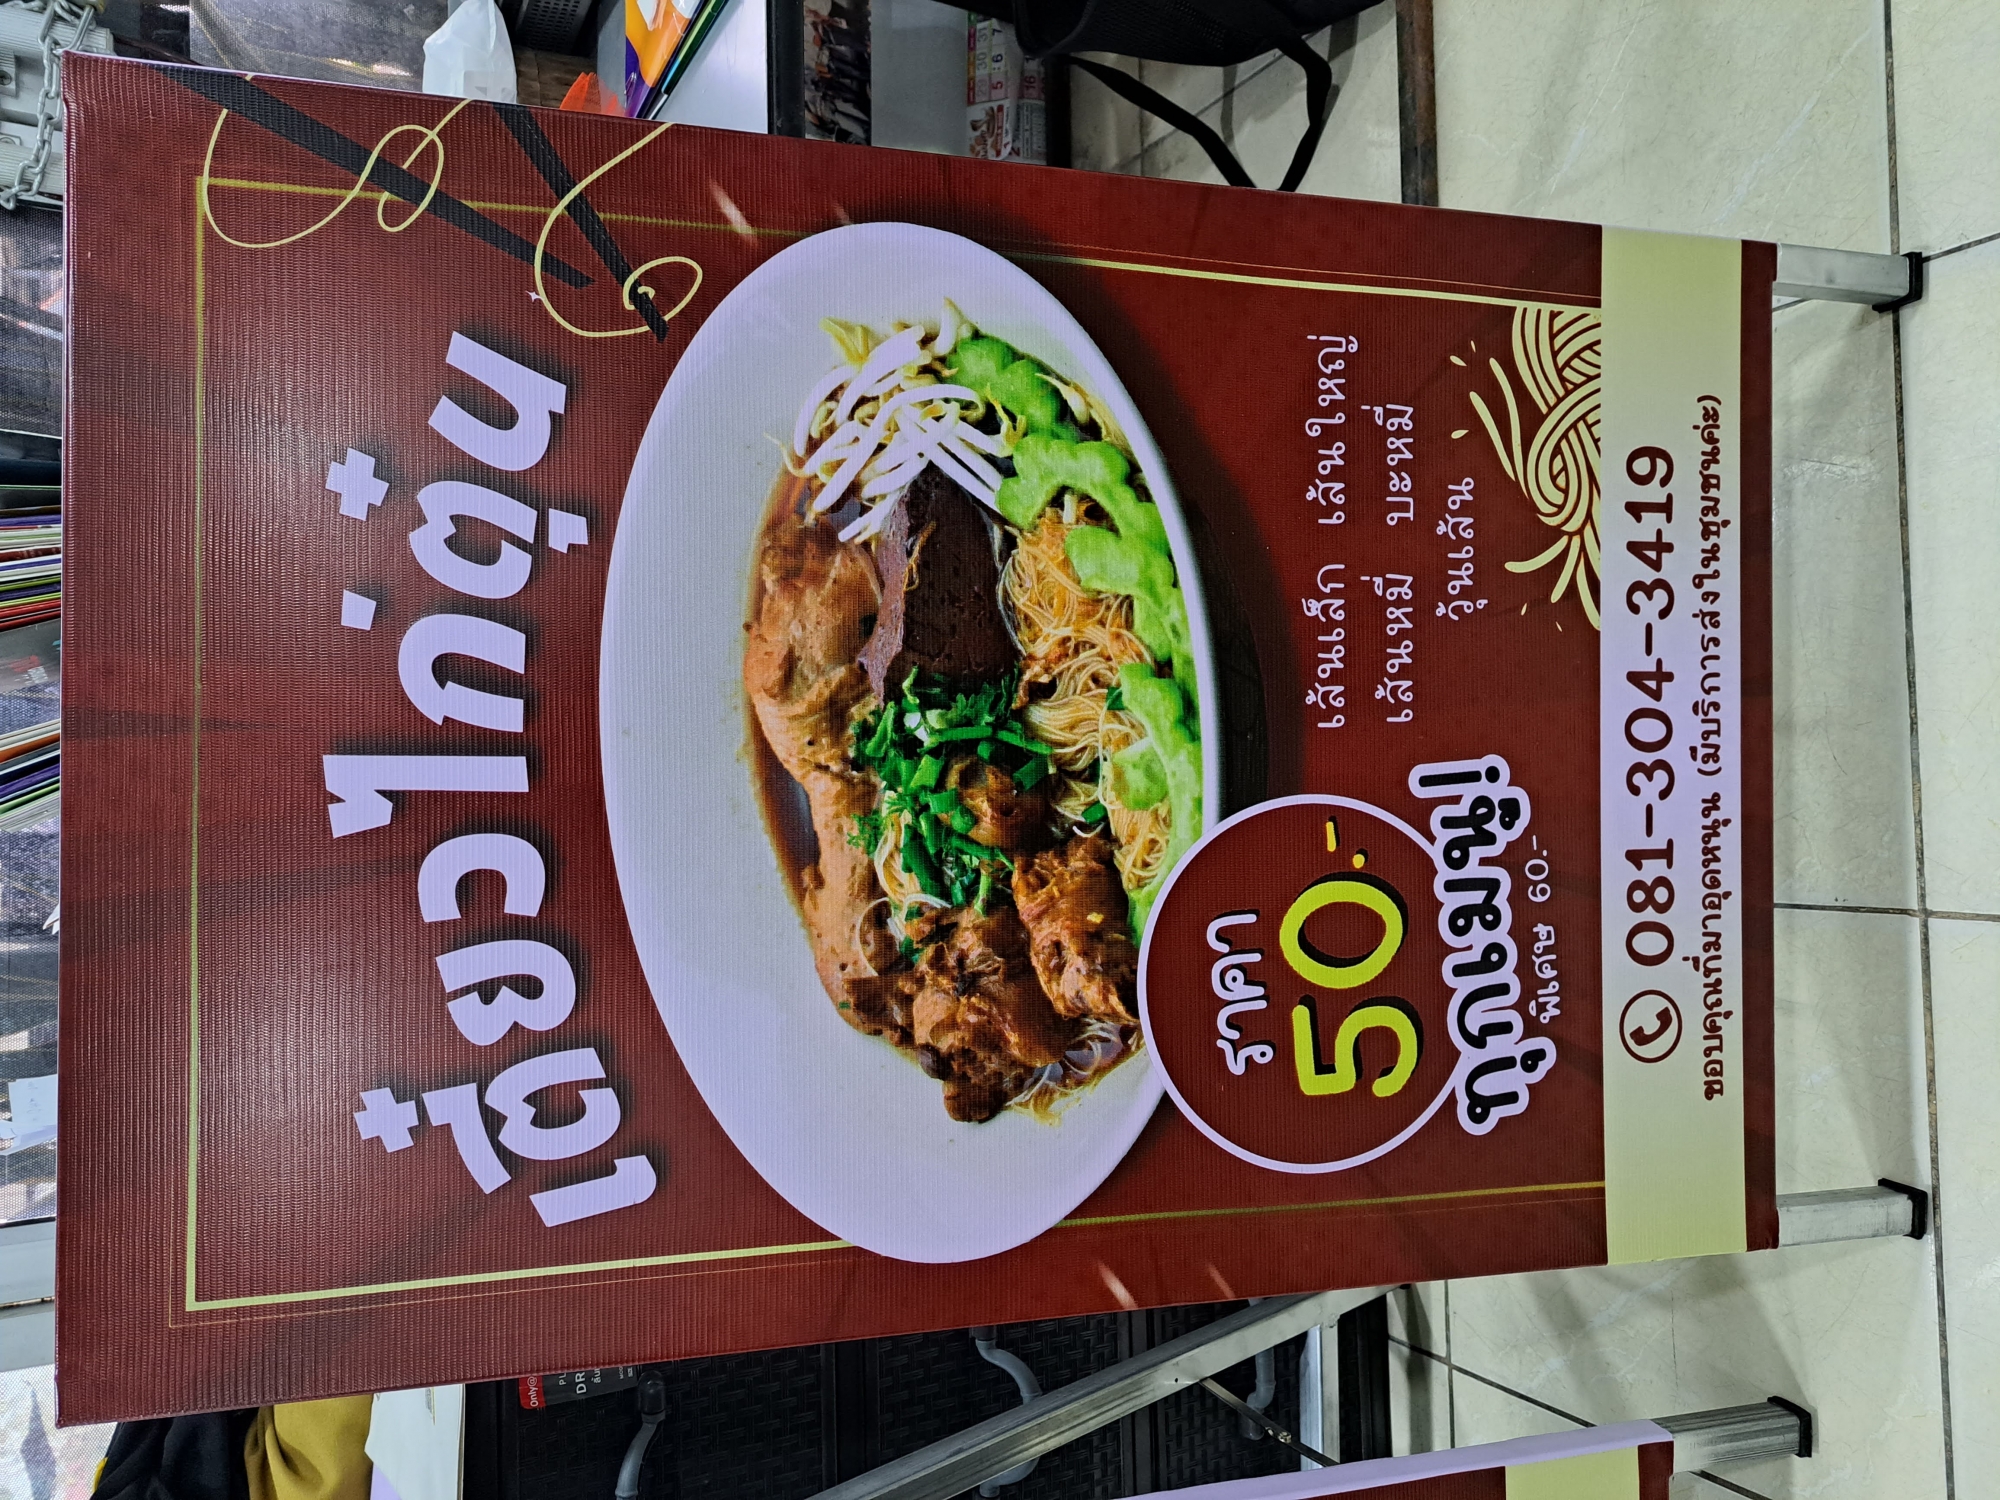 ก๋วยเตี๋ยวไก่ตุ๋น
เส้นเล็ก เส้นใหญ่
เส้นหมี่ บะหมี่
วุ้นเส้น
ราคา
50.-
ทุกเมนู!
พิเศษ 60.-
081-304-3419
ขอบคุณที่มาอุดหนุน (มีบริการส่งในชุมชนค่ะ)